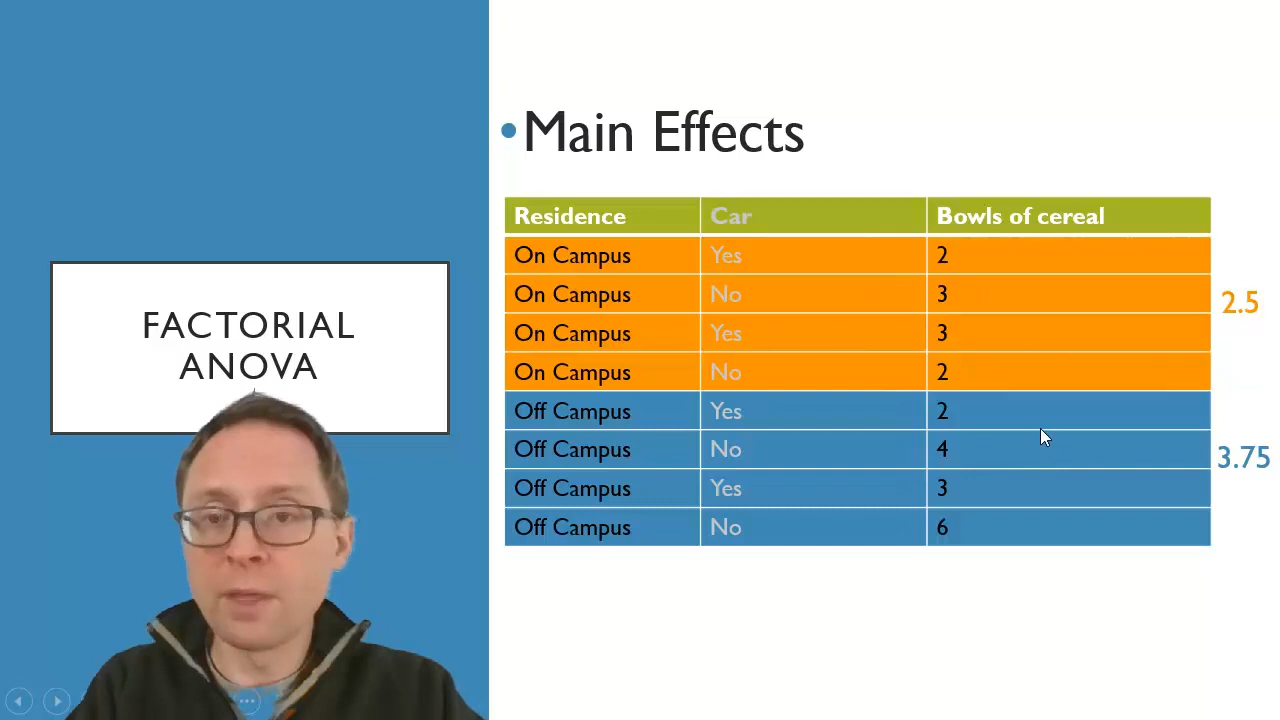 FACTORIAL
ANOVA
•Main Effects
Residence Car Bowls of cereal
On Campus Yes 2
On Campus No 3
On Campus Yes 3
On Campus No 2
Off Campus Yes 2
Off Campus No 4
Off Campus Yes 3
Off Campus No 6
2.5
3.75